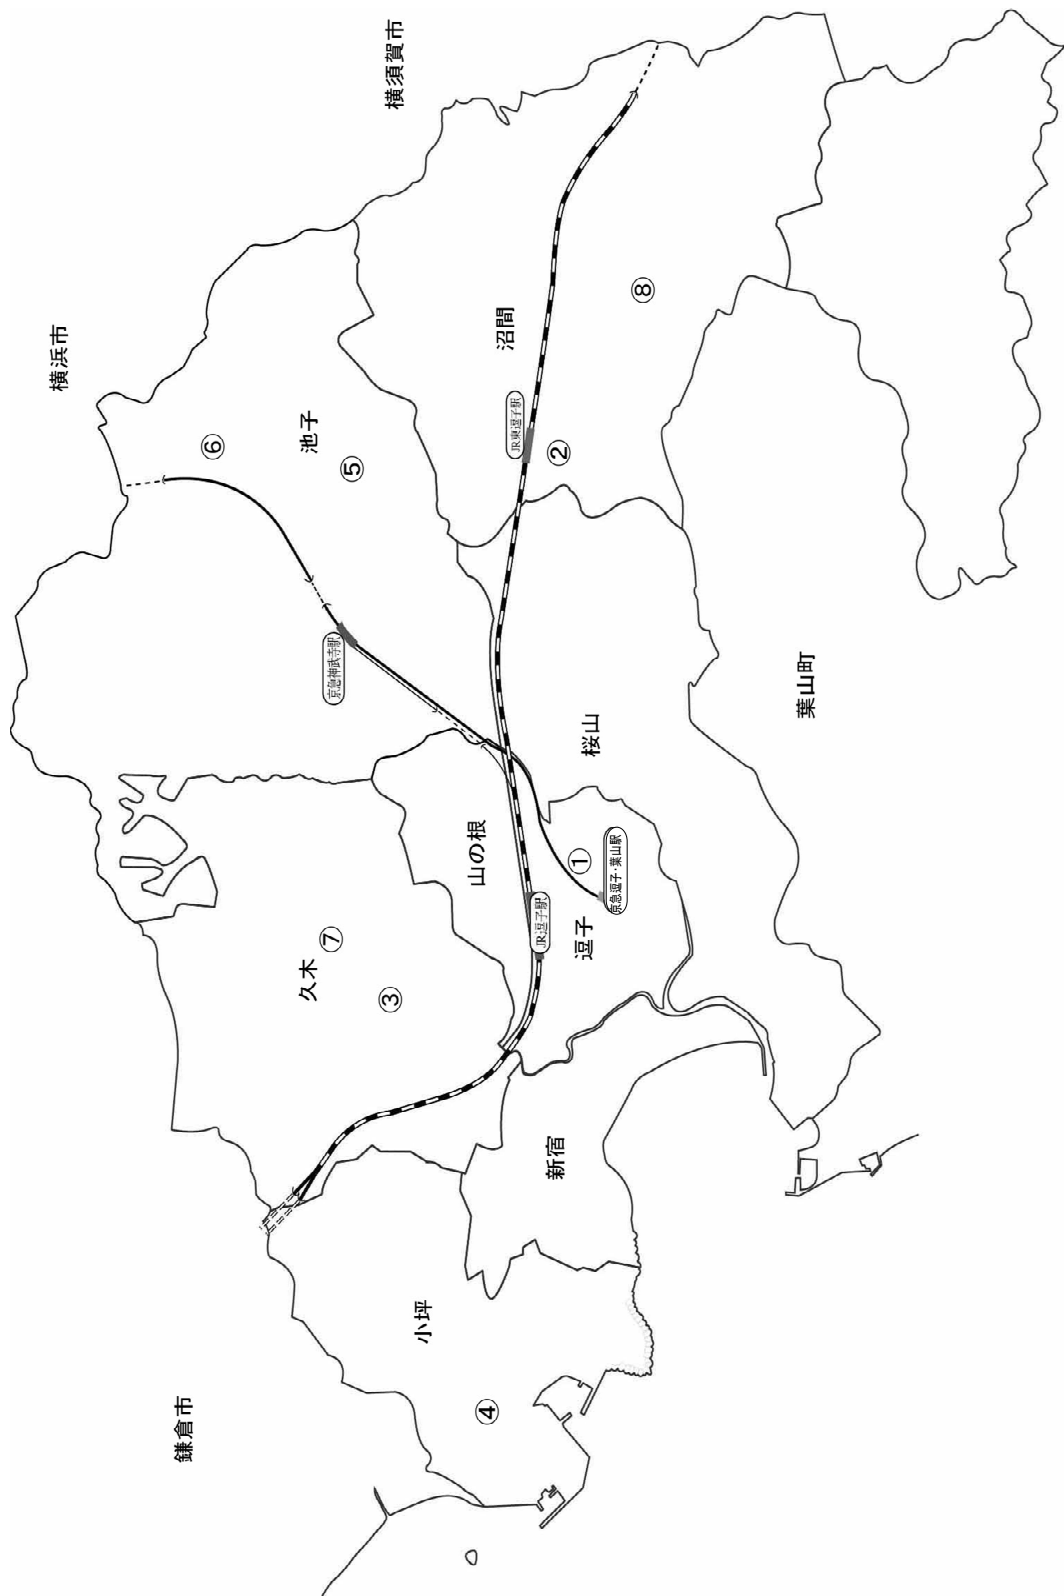 鎌倉市
横浜市
横須賀市
⑥
池子
⑤
⑦
久木
③
京急神武寺駅
沼間
JR東逗子駅
②
⑧
小坪
④
山の根
JR逗子駅
①
逗子
京急逗子・葉山駅
桜山
新宿
葉山町